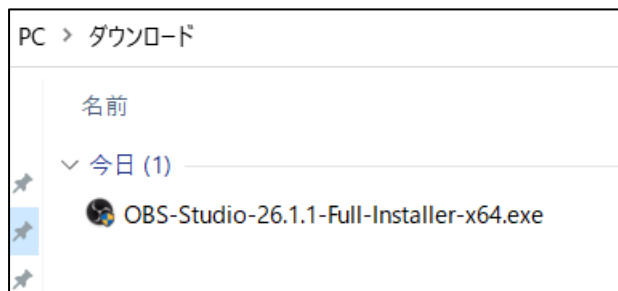 PC > ダウンロード
名前
今日 (1)
OBS-Studio-26.1.1-Full-Installer-x64.exe